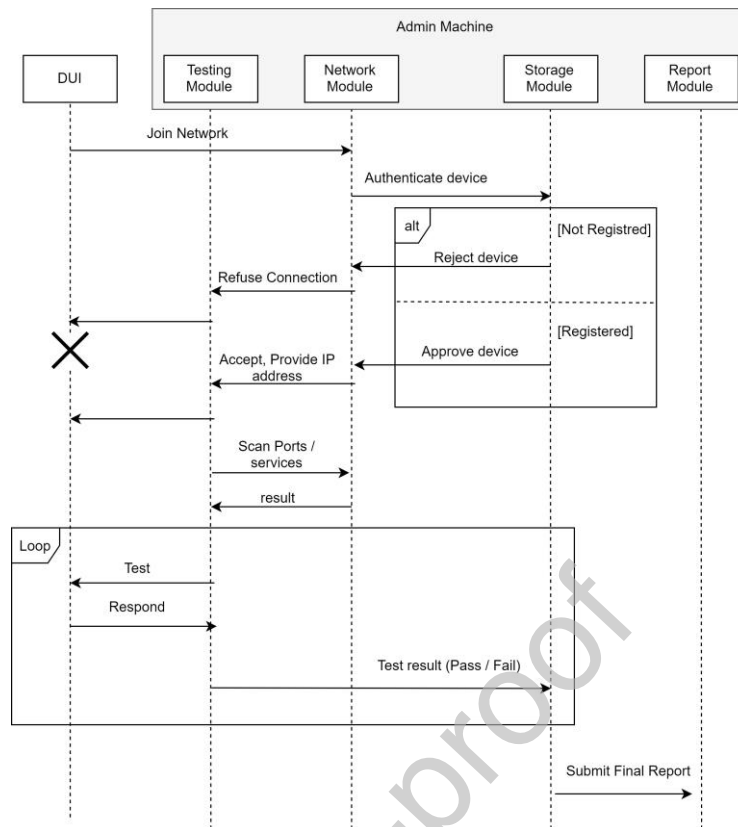 Admin Machine
DUI
Testing
Module
Network
Module
Storage
Module
Report
Module
Join Network
Authenticate device
alt
[Not Registred]
Reject device
Refuse Connection
[Registered]
Approve device
Accept, Provide IP
address
Scan Ports /
services
result
Loop
Test
Respond
Test result (Pass / Fail)
Submit Final Report
-proof